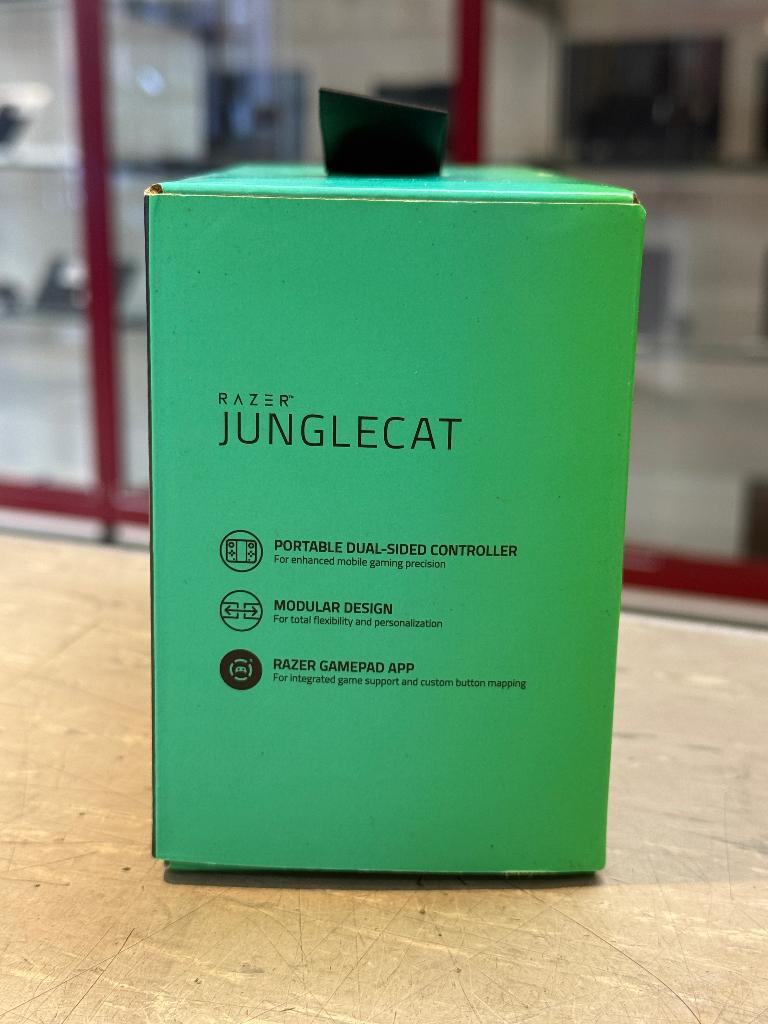 RAZER™
JUNGLECAT
PORTABLE DUAL-SIDED CONTROLLER
For enhanced mobile gaming precision
MODULAR DESIGN
For total flexibility and personalization
RAZER GAMEPAD APP
For integrated game support and custom button mapping